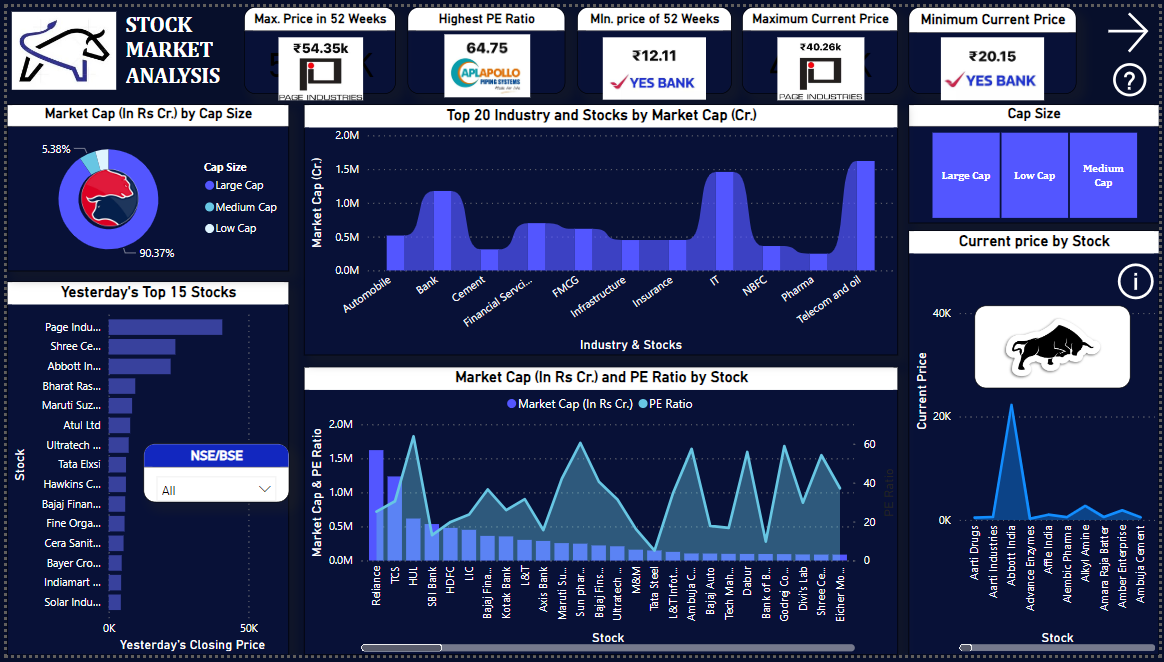 STOCK
MARKET
ANALYSIS
Max. Price in 52 Weeks
₹54.35k
PAGE INDUSTRIES
Highest PE Ratio
64.75
APLAPOLLO
PIPING SYSTEMS
MIn. price of 52 Weeks
₹12.11
YES BANK
Maximum Current Price
₹40.26k
PAGE INDUSTRIES
Minimum Current Price
₹20.15
YES BANK
?
Market Cap (In Rs Cr.) by Cap Size
5.38%
90.37%
Cap Size
Large Cap
Medium Cap
Low Cap
Top 20 Industry and Stocks by Market Cap (Cr.)
Market Cap (Cr.)
2.0M
1.5M
1.0M
0.5M
0.0M
Automobile
Bank
Cement
Financial Servici...
FMCG
Infrastructure
Insurance
IT
NBFC
Pharma
Telecom and oil
Industry & Stocks
Cap Size
Large Cap
Low Cap
Medium
Cap
Yesterday's Top 15 Stocks
Stock
Page Indu...
Shree Ce...
Abbott In...
Bharat Ras...
Maruti Suz...
Atul Ltd
Ultratech ...
Tata Elxsi
Hawkins C...
Bajaj Finan...
Fine Orga...
Cera Sanit...
Bayer Cro...
Indiamart ...
Solar Indu...
0K
50K
Yesterday's Closing Price
NSE/BSE
All
Market Cap (In Rs Cr.) and PE Ratio by Stock
Market Cap (In Rs Cr.)
PE Ratio
Market Cap & PE Ratio
2.0M
1.5M
1.0M
0.5M
0.0M
60
40
20
0
PE Ratio
Reliance
TCS
HUL
SBI Bank
HDFC
LIC
Bajaj Fina...
Kotak Bank
L&T
Axis Bank
Maruti Su...
Sun phar...
Bajaj Fins...
Ultratech ...
M&M
Tata Steel
L&T Infot...
Ambuja C...
Bajaj Auto
Tech Mah...
Dabur
Bank of B...
Godrej Co...
Divi's Lab
Shree Ce...
Eicher Mo...
Stock
Current price by Stock
i
Current Price
40K
20K
0K
Aarti Drugs
Aarti Industries
Abbott India
Advance Enzymes
Affle India
Alembic Pharma
Alkyl Amine
Amara Raja Batter
Amber Enterprise
Ambuja Cement
Stock